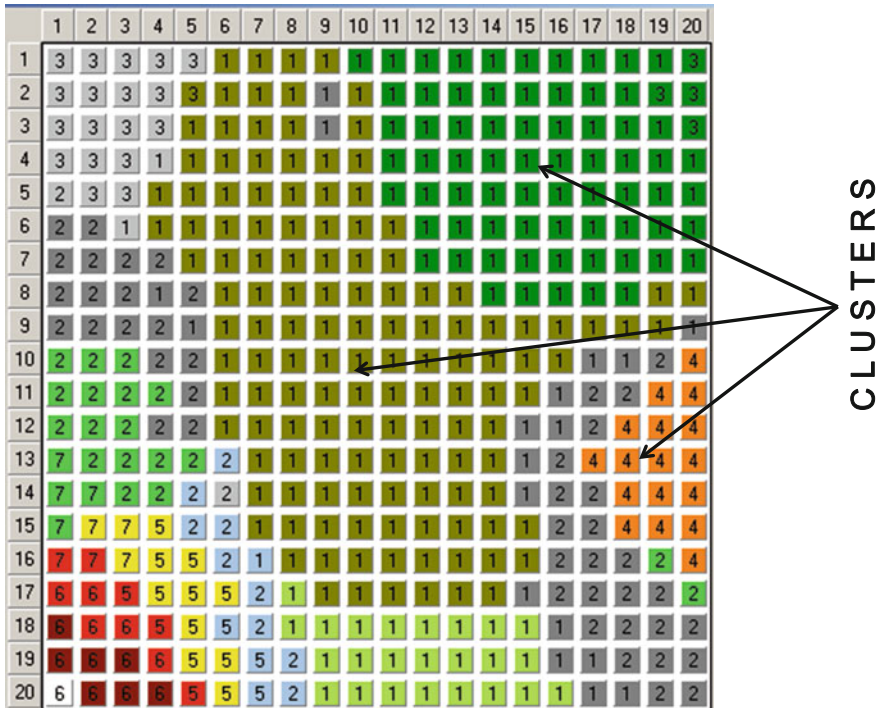 1 2 3 4 5 6 7 8 9 10 11 12 13 14 15 16 17 18 19 20
1 3 3 3 3 3 1 1 1 1 1 1 1 1 1 1 1 1 1 1 3
2 3 3 3 3 3 1 1 1 1 1 1 1 1 1 1 1 1 1 3 3
3 3 3 3 3 1 1 1 1 1 1 1 1 1 1 1 1 1 1 1 3
4 3 3 3 1 1 1 1 1 1 1 1 1 1 1 1 1 1 1 1 1
5 2 3 3 1 1 1 1 1 1 1 1 1 1 1 1 1 1 1 1 1
6 2 2 1 1 1 1 1 1 1 1 1 1 1 1 1 1 1 1 1 1
7 2 2 2 2 1 1 1 1 1 1 1 1 1 1 1 1 1 1 1 1
8 2 2 2 1 2 1 1 1 1 1 1 1 1 1 1 1 1 1 1 1
9 2 2 2 2 1 1 1 1 1 1 1 1 1 1 1 1 1 1 1 1
10 2 2 2 2 2 1 1 1 1 1 1 1 1 1 1 1 1 1 2 4
11 2 2 2 2 2 1 1 1 1 1 1 1 1 1 1 1 2 2 4 4
12 2 2 2 2 2 1 1 1 1 1 1 1 1 1 1 1 2 4 4 4
13 7 2 2 2 2 2 1 1 1 1 1 1 1 1 1 2 4 4 4 4
14 7 7 2 2 2 2 1 1 1 1 1 1 1 1 1 2 2 4 4 4
15 7 7 7 5 2 2 1 1 1 1 1 1 1 1 1 2 2 4 4 4
16 7 7 7 5 5 2 1 1 1 1 1 1 1 1 1 2 2 2 2 4
17 6 6 5 5 5 5 2 1 1 1 1 1 1 1 1 2 2 2 2 2
18 6 6 6 5 5 5 2 1 1 1 1 1 1 1 1 1 2 2 2 2
19 6 6 6 6 5 5 5 2 1 1 1 1 1 1 1 1 1 2 2 2
20 6 6 6 6 5 5 5 2 1 1 1 1 1 1 1 1 1 1 2 2
CLUSTERS